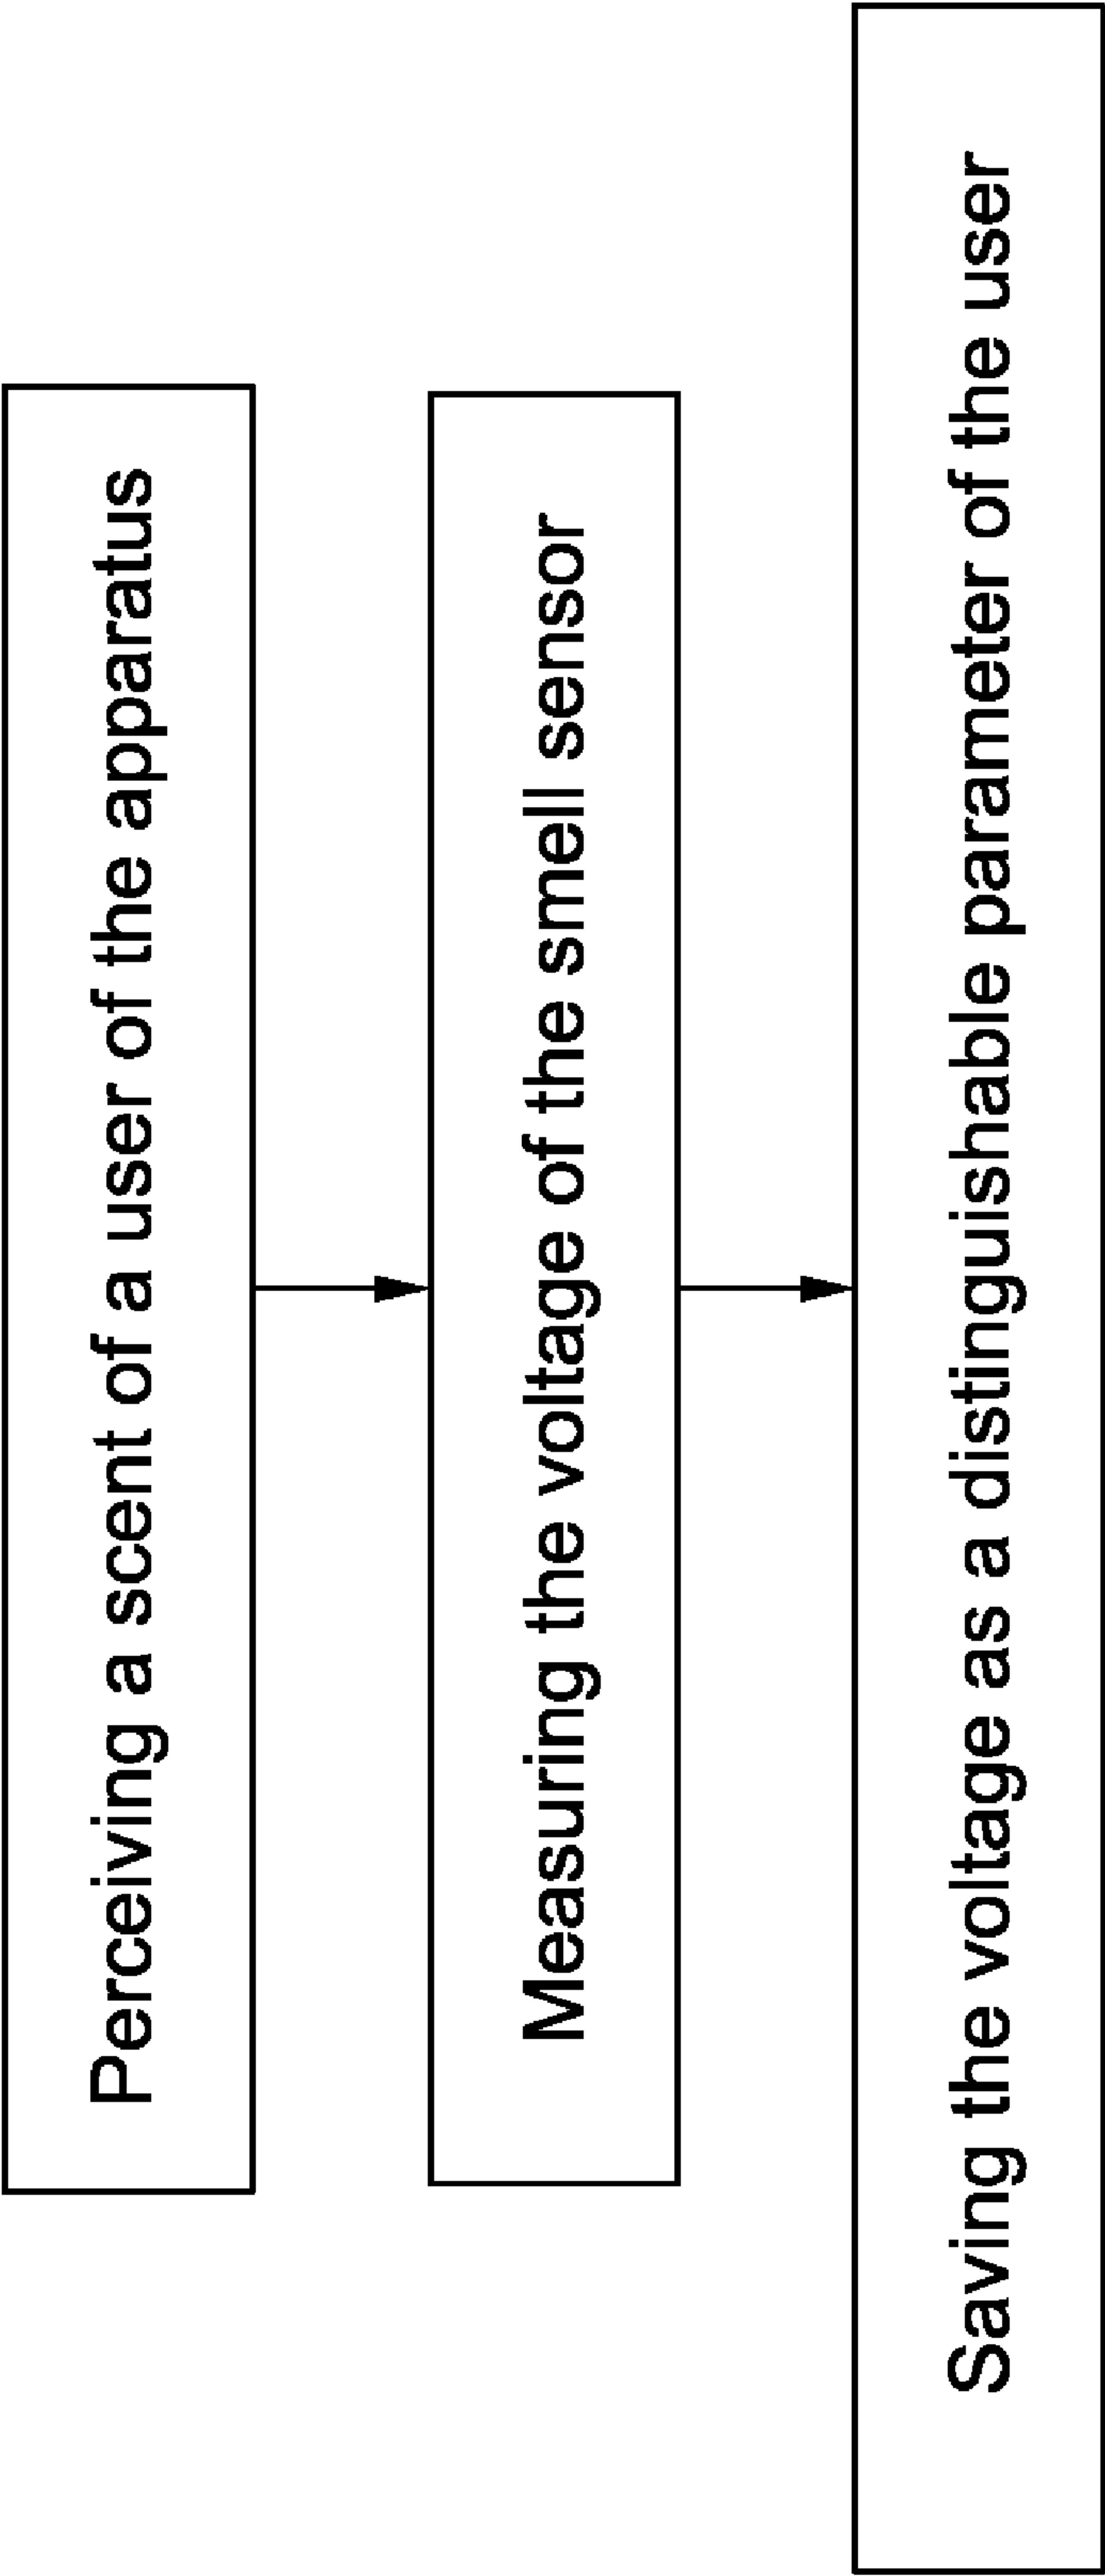 Perceiving a scent of a user of the apparatus
Measuring the voltage of the smell sensor
Saving the voltage as a distinguishable parameter of the user